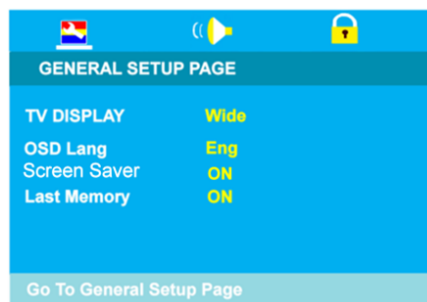 GENERAL SETUP PAGE
TV DISPLAY Wide
OSD Lang Eng
Screen Saver ON
Last Memory ON
Go To General Setup Page